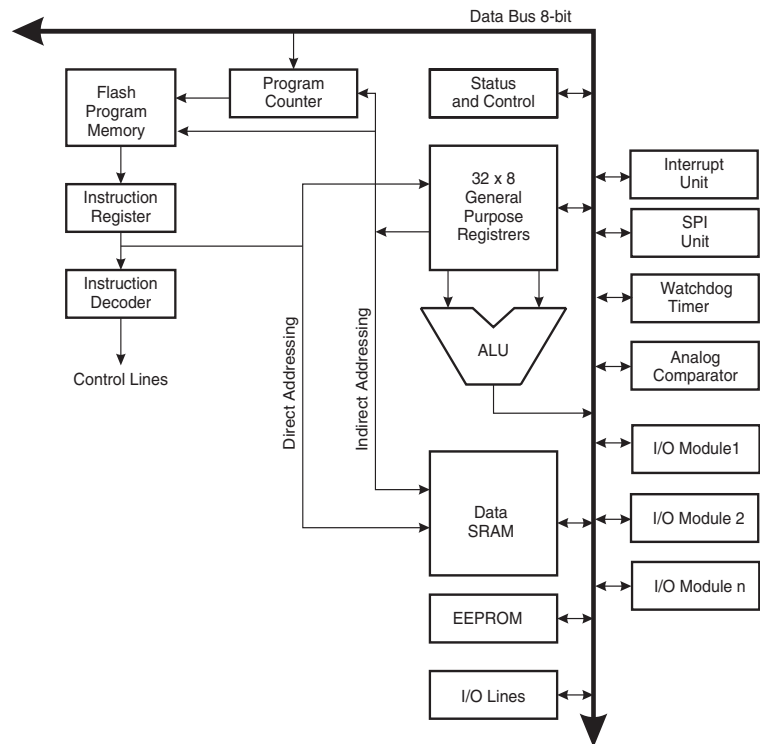 Data Bus 8-bit
Flash
Program
Memory
Program
Counter
Status
and Control
Instruction
Register
32 x 8
General
Purpose
Registrers
Interrupt
Unit
SPI
Unit
Instruction
Decoder
Watchdog
Timer
ALU
Analog
Comparator
Control Lines
Direct Addressing
Indirect Addressing
I/O Module1
Data
SRAM
I/O Module 2
I/O Module n
EEPROM
I/O Lines